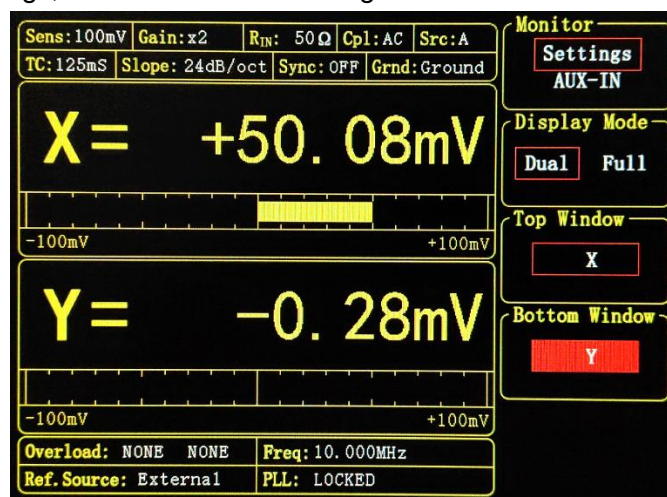 Sens:100mV Gain:x2 RIN: 50Ω Cpl:AC Src:A
TC:125mS Slope: 24dB/oct Sync:OFF Grnd:Ground
X= +50.08mV
-100mV +100mV
Y= -0.28mV
-100mV +100mV
Overload: NONE NONE Freq:10.000MHz
Ref.Source: External PLL: LOCKED
Monitor
Settings
AUX-IN
Display Mode
Dual Full
Top Window
X
Bottom Window
Y